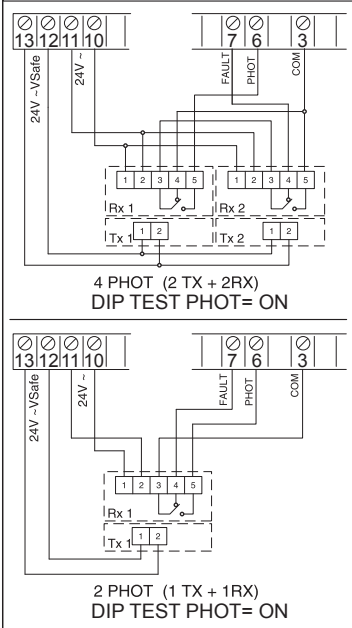 13 12 11 10 7 6 3
24V ~VSafe
24V ~
FAULT
PHOT
COM
1 2 3 4 5 1 2 3 4 5
Rx 1 Rx 2
Tx 1 1 2 Tx 2 1 2
4 PHOT (2 TX + 2RX)
DIP TEST PHOT= ON
13 12 11 10 7 6 3
24V ~VSafe
24V ~
FAULT
PHOT
COM
1 2 3 4 5
Rx 1
Tx 1 1 2
2 PHOT (1 TX + 1RX)
DIP TEST PHOT= ON